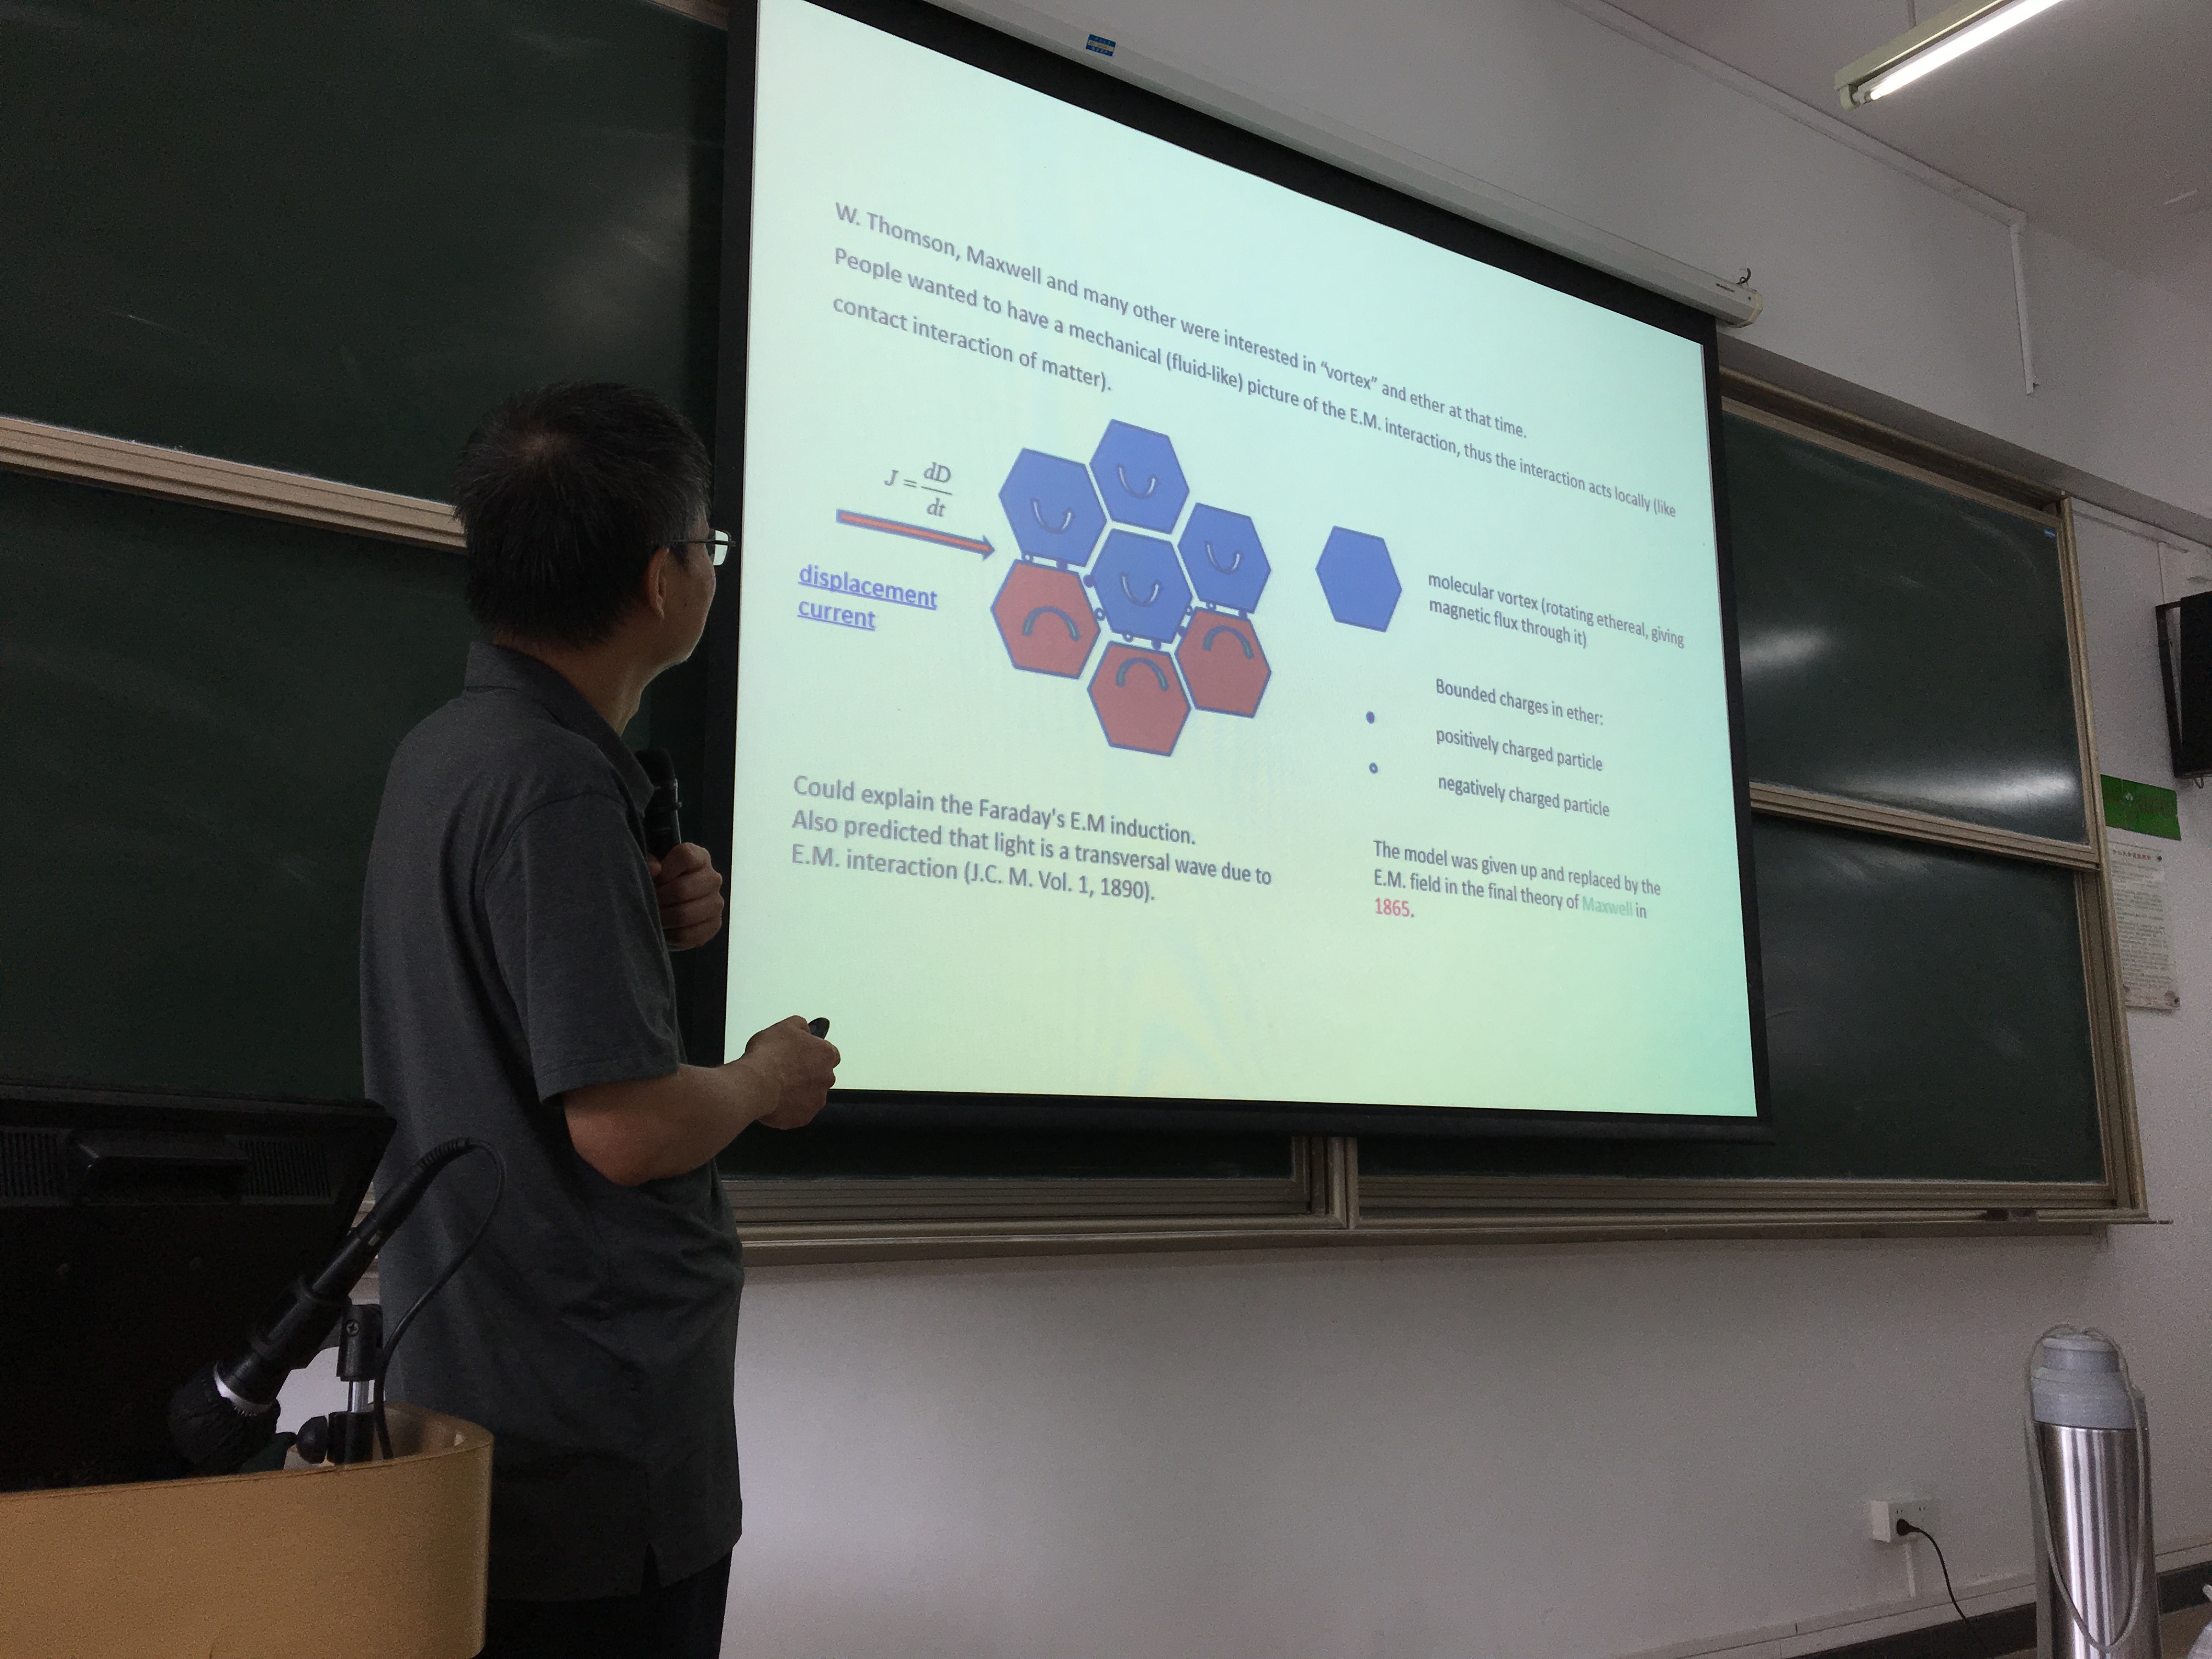 W. Thomson, Maxwell and many other were interested in “vortex” and ether at that time.
People wanted to have a mechanical (fluid-like) picture of the E.M. interaction, thus the interaction acts locally (like
contact interaction of matter).
J = dD/dt
displacement
current
molecular vortex (rotating ethereal, giving
magnetic flux through it)
Bounded charges in ether:
positively charged particle
negatively charged particle
Could explain the Faraday's E.M induction.
Also predicted that light is a transversal wave due to
E.M. interaction (J.C. M. Vol. 1, 1890).
The model was given up and replaced by the
E.M. field in the final theory of Maxwell in
1865.